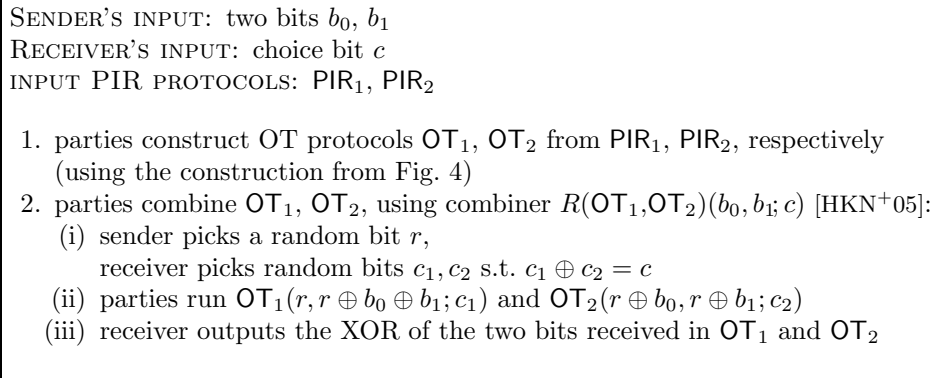 SENDER'S INPUT: two bits b₀, b₁
RECEIVER'S INPUT: choice bit c
INPUT PIR PROTOCOLS: PIR₁, PIR₂
1. parties construct OT protocols OT₁, OT₂ from PIR₁, PIR₂, respectively
(using the construction from Fig. 4)
2. parties combine OT₁, OT₂, using combiner R(OT₁,OT₂)(b₀, b₁; c) [HKN⁺05]:
(i) sender picks a random bit r,
receiver picks random bits c₁, c₂ s.t. c₁ ⊕ c₂ = c
(ii) parties run OT₁(r, r ⊕ b₀ ⊕ b₁; c₁) and OT₂(r ⊕ b₀, r ⊕ b₁; c₂)
(iii) receiver outputs the XOR of the two bits received in OT₁ and OT₂